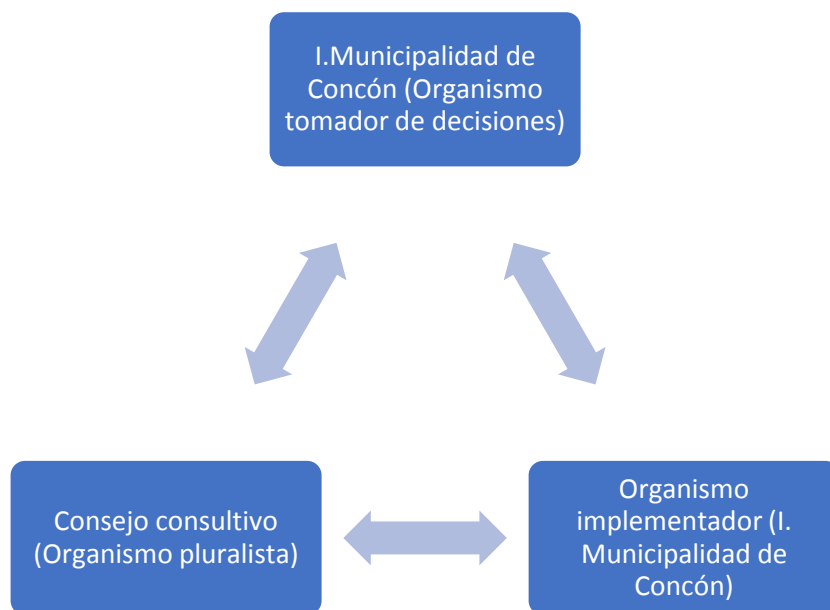 I.Municipalidad de
Concón (Organismo
tomador de decisiones)
Consejo consultivo
(Organismo pluralista)
Organismo
implementador (I.
Municipalidad de
Concón)